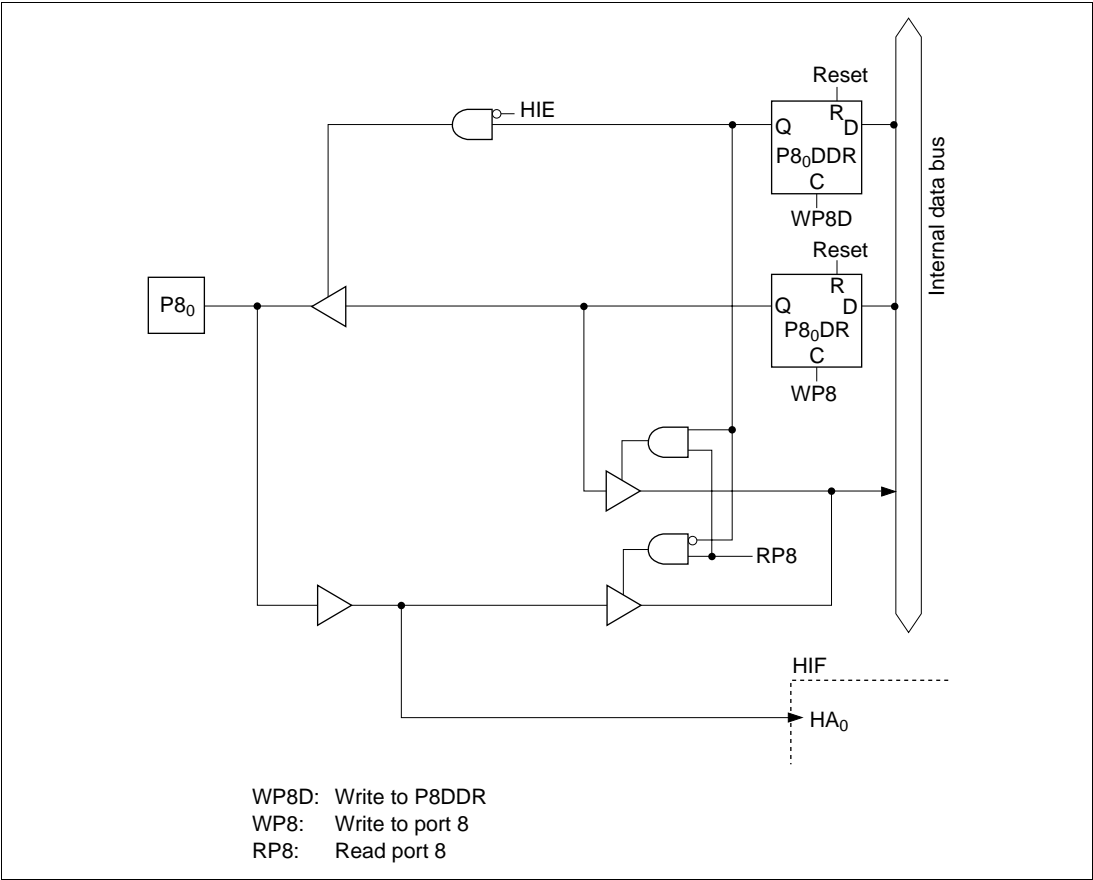 Reset
HIE
Q
R
D
P8₀DDR
C
WP8D
Internal data bus
Reset
P8₀
Q
R
D
P8₀DR
C
WP8
RP8
HIF
HA₀
WP8D: Write to P8DDR
WP8: Write to port 8
RP8: Read port 8